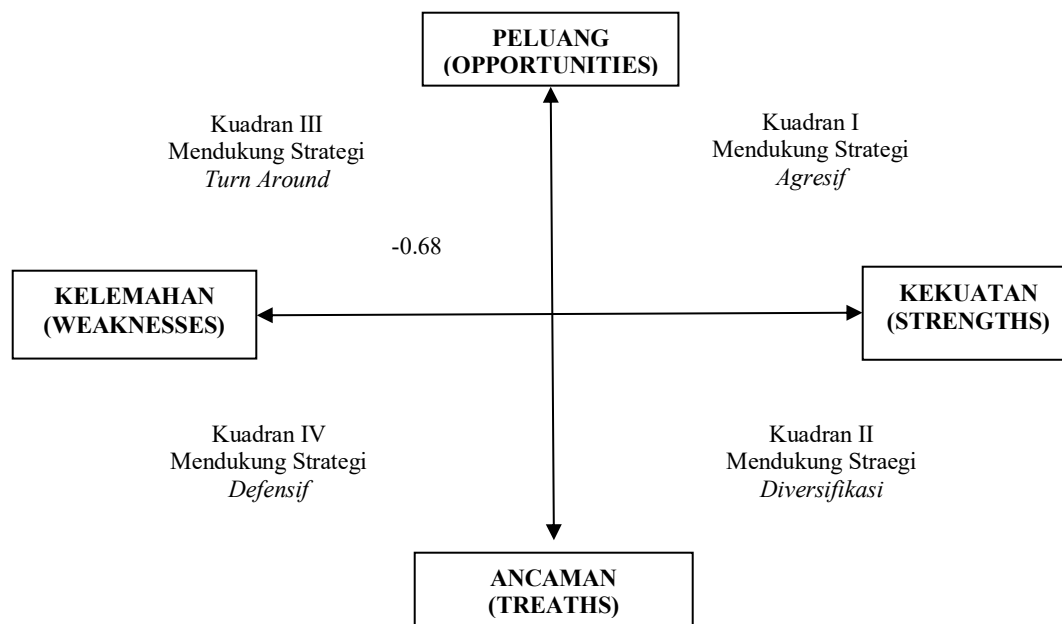 PELUANG
(OPPORTUNITIES)
Kuadran III
Mendukung Strategi
Turn Around
Kuadran I
Mendukung Strategi
Agresif
-0.68
KELEMAHAN
(WEAKNESSES)
KEKUATAN
(STRENGTHS)
Kuadran IV
Mendukung Strategi
Defensif
Kuadran II
Mendukung Straegi
Diversifikasi
ANCAMAN
(TREATHS)